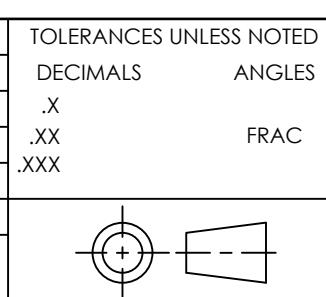 TOLERANCES UNLESS NOTED
DECIMALS ANGLES
.X
.XX FRAC
.XXX